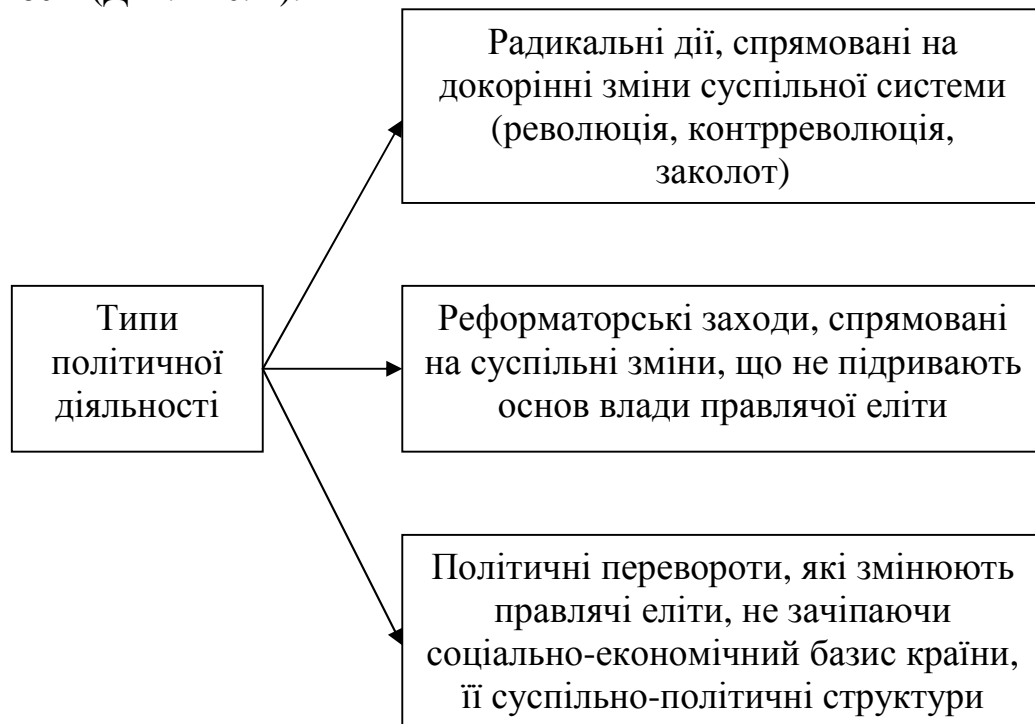 Радикальні дії, спрямовані на
докорінні зміни суспільної системи
(революція, контрреволюція,
заколот)
Типи
політичної
діяльності
Реформаторські заходи, спрямовані
на суспільні зміни, що не підривають
основ влади правлячої еліти
Політичні перевороти, які змінюють
правлячі еліти, не зачіпаючи
соціально-економічний базис країни,
її суспільно-політичні структури